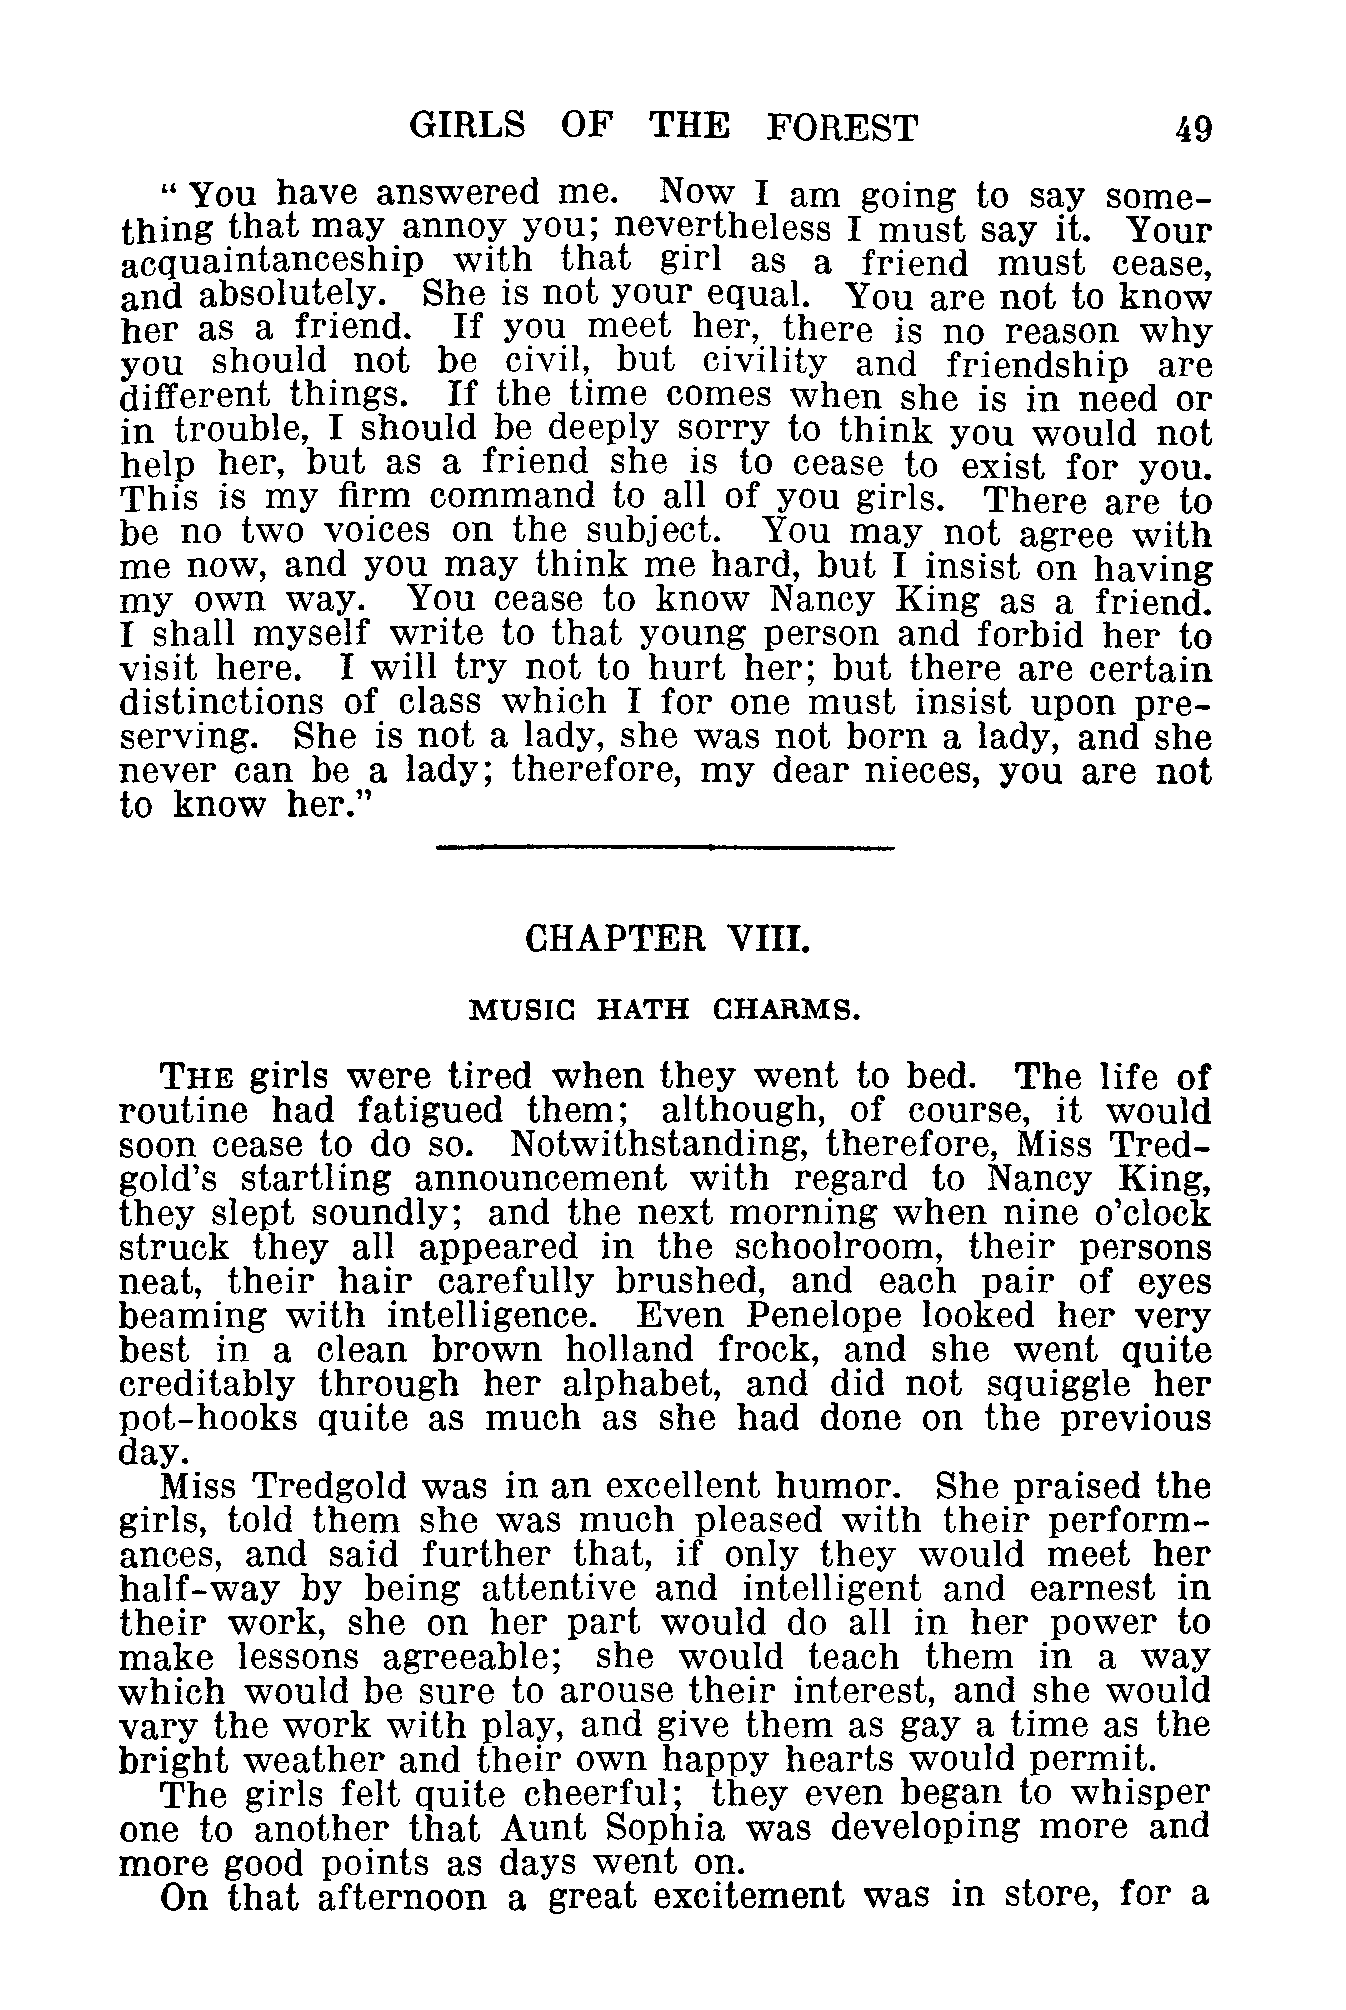 GIRLS OF THE FOREST 49
" You have answered me. Now I am going to say some-
thing that may annoy you; nevertheless I must say it. Your
acquaintanceship with that girl as a friend must cease,
and absolutely. She is not your equal. You are not to know
her as a friend. If you meet her, there is no reason why
you should not be civil, but civility and friendship are
different things. If the time comes when she is in need or
in trouble, I should be deeply sorry to think you would not
help her, but as a friend she is to cease to exist for you.
This is my firm command to all of you girls. There are to
be no two voices on the subject. You may not agree with
me now, and you may think me hard, but I insist on having
my own way. You cease to know Nancy King as a friend.
I shall myself write to that young person and forbid her to
visit here. I will try not to hurt her; but there are certain
distinctions of class which I for one must insist upon pre-
serving. She is not a lady, she was not born a lady, and she
never can be a lady; therefore, my dear nieces, you are not
to know her."
CHAPTER VIII.
MUSIC HATH CHARMS.
THE girls were tired when they went to bed. The life of
routine had fatigued them; although, of course, it would
soon cease to do so. Notwithstanding, therefore, Miss Tred-
gold's startling announcement with regard to Nancy King,
they slept soundly; and the next morning when nine o'clock
struck they all appeared in the schoolroom, their persons
neat, their hair carefully brushed, and each pair of eyes
beaming with intelligence. Even Penelope looked her very
best in a clean brown holland frock, and she went quite
creditably through her alphabet, and did not squiggle her
pot-hooks quite as much as she had done on the previous
day.
Miss Tredgold was in an excellent humor. She praised the
girls, told them she was much pleased with their perform-
ances, and said further that, if only they would meet her
half-way by being attentive and intelligent and earnest in
their work, she on her part would do all in her power to
make lessons agreeable; she would teach them in a way
which would be sure to arouse their interest, and she would
vary the work with play, and give them as gay a time as the
bright weather and their own happy hearts would permit.
The girls felt quite cheerful; they even began to whisper
one to another that Aunt Sophia was developing more and
more good points as days went on.
On that afternoon a great excitement was in store, for a